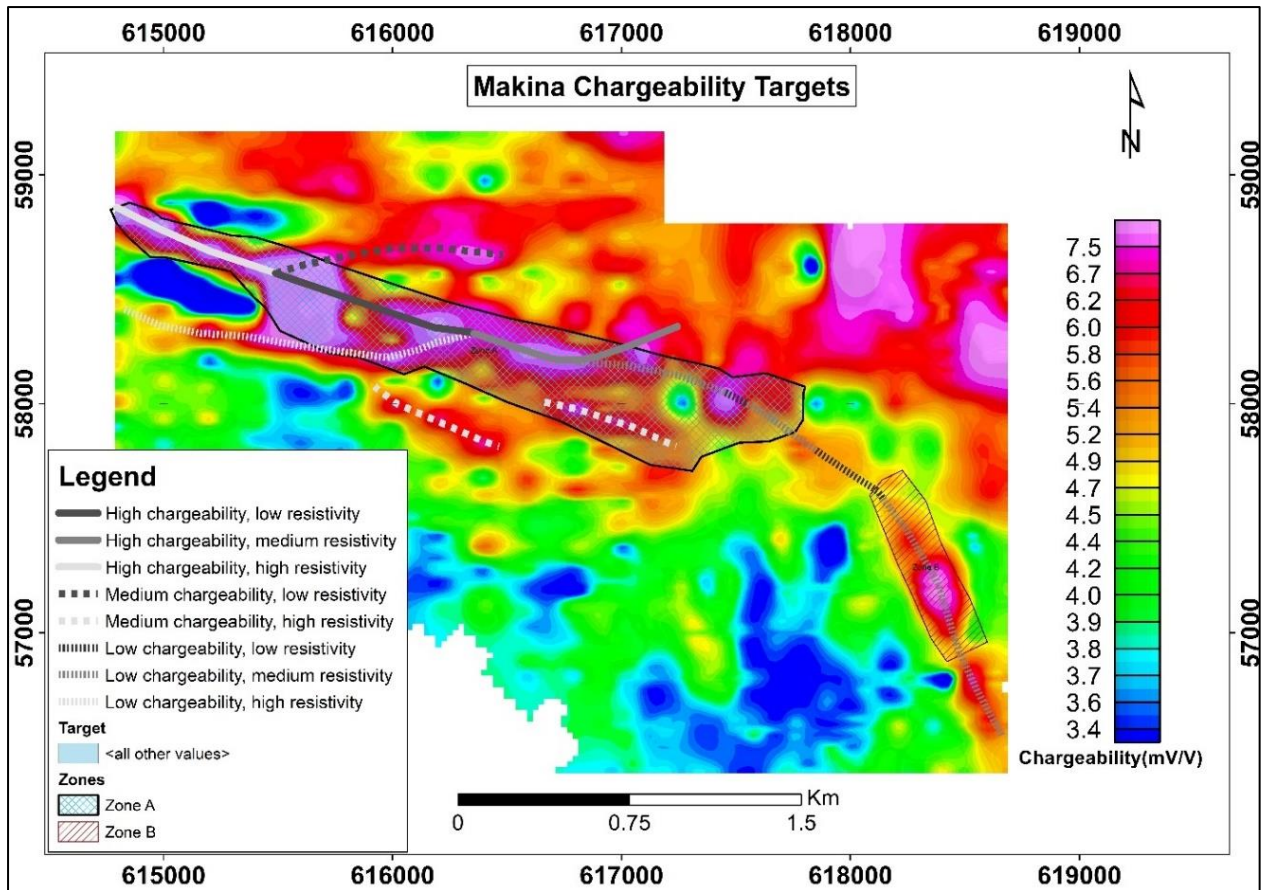 615000 616000 617000 618000 619000
Makina Chargeability Targets
N
59000 59000
58000 58000
57000 57000
Zone A
Zone B
7.5
6.7
6.2
6.0
5.8
5.6
5.4
5.2
4.9
4.7
4.5
4.4
4.2
4.0
3.9
3.8
3.7
3.6
3.4
Chargeability(mV/V)
Legend
High chargeability, low resistivity
High chargeability, medium resistivity
High chargeability, high resistivity
Medium chargeability, low resistivity
Medium chargeability, high resistivity
Low chargeability, low resistivity
Low chargeability, medium resistivity
Low chargeability, high resistivity
Target
<all other values>
Zones
Zone A
Zone B
Km
0 0.75 1.5
615000 616000 617000 618000 619000